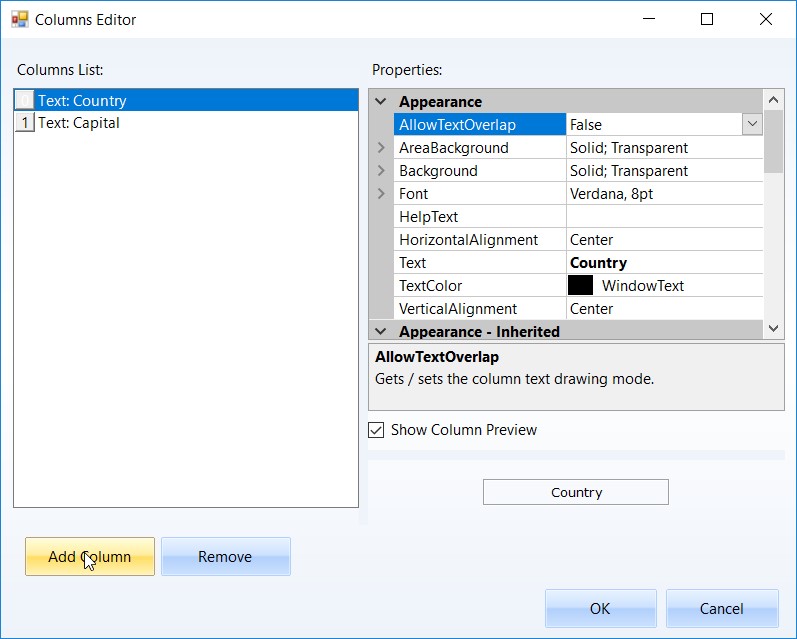 Columns Editor
Columns List:
0 Text: Country
1 Text: Capital
Properties:
Appearance
AllowTextOverlap False
AreaBackground Solid; Transparent
Background Solid; Transparent
Font Verdana, 8pt
HelpText
HorizontalAlignment Center
Text Country
TextColor WindowText
VerticalAlignment Center
Appearance - Inherited
AllowTextOverlap
Gets / sets the column text drawing mode.
Show Column Preview
Country
Add Column
Remove
OK
Cancel